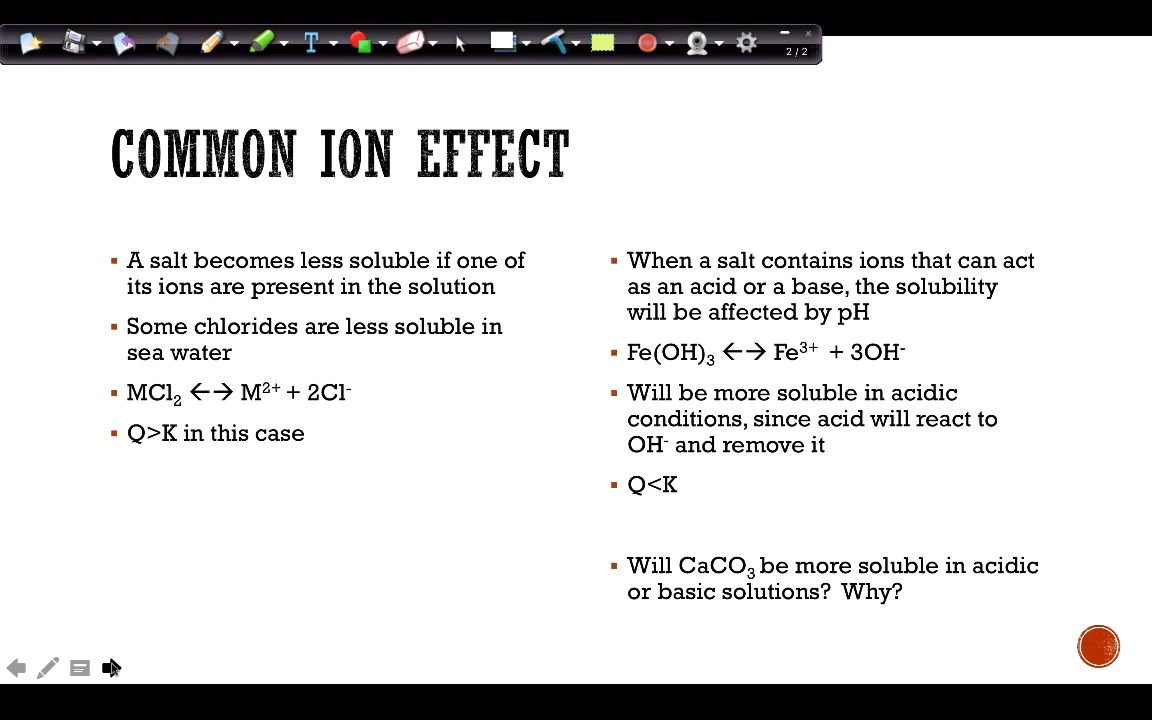 2 / 2
COMMON ION EFFECT
A salt becomes less soluble if one of
its ions are present in the solution
Some chlorides are less soluble in
sea water
MCl₂ ←→ M²⁺ + 2Cl⁻
Q>K in this case
When a salt contains ions that can act
as an acid or a base, the solubility
will be affected by pH
Fe(OH)₃ ←→ Fe³⁺ + 3OH⁻
Will be more soluble in acidic
conditions, since acid will react to
OH⁻ and remove it
Q<K
Will CaCO₃ be more soluble in acidic
or basic solutions? Why?